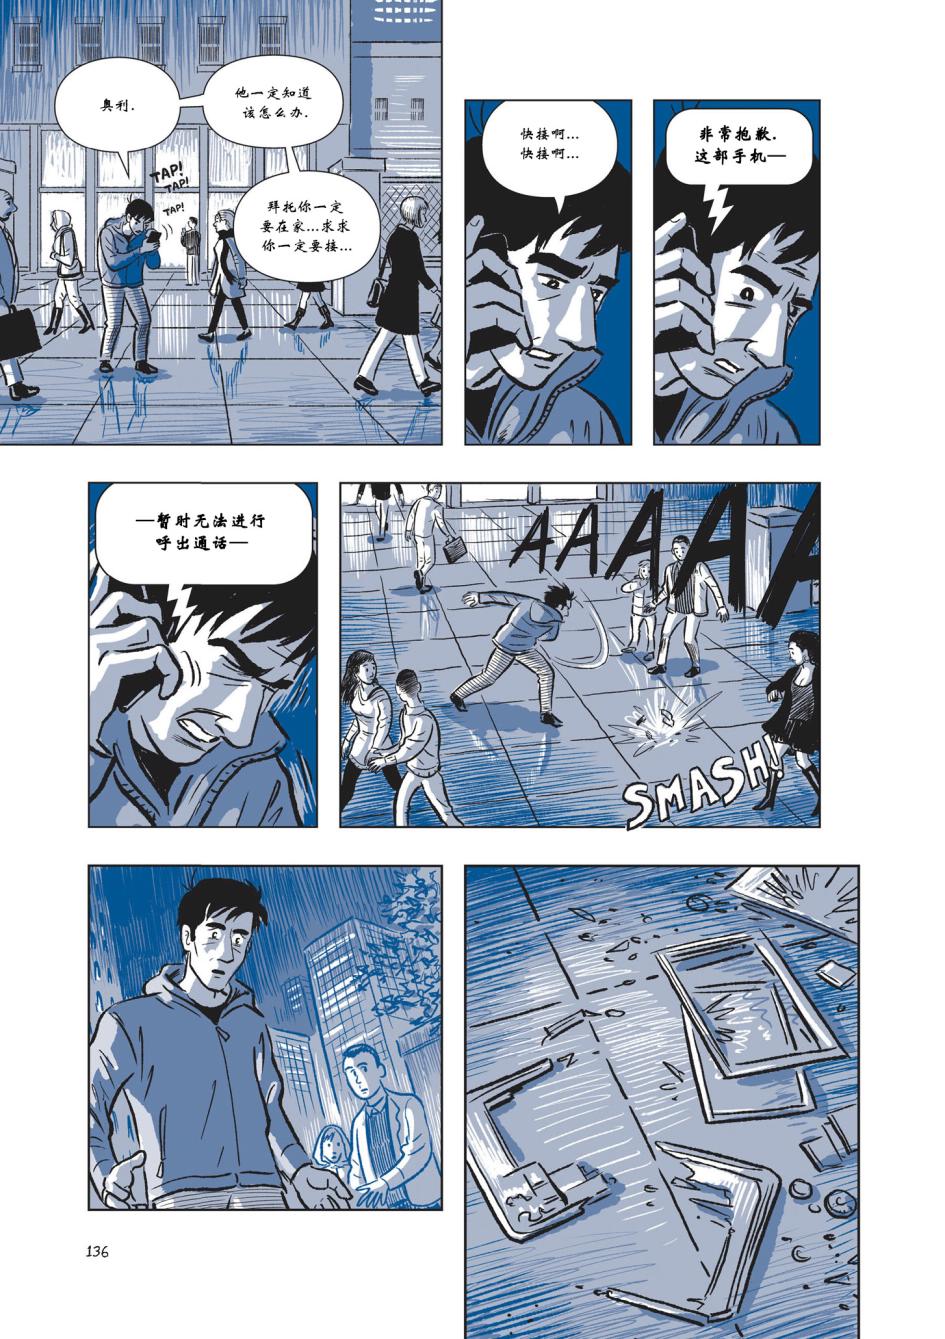 奥利.
他一定知道
该怎么办.
TAP!
TAP!
TAP!
拜托你一定
要在家…求求
你一定要接…
快接啊…
快接啊…
非常抱歉.
这部手机—
—暂时无法进行
呼出通话—
AAAAA
SMASH!
136